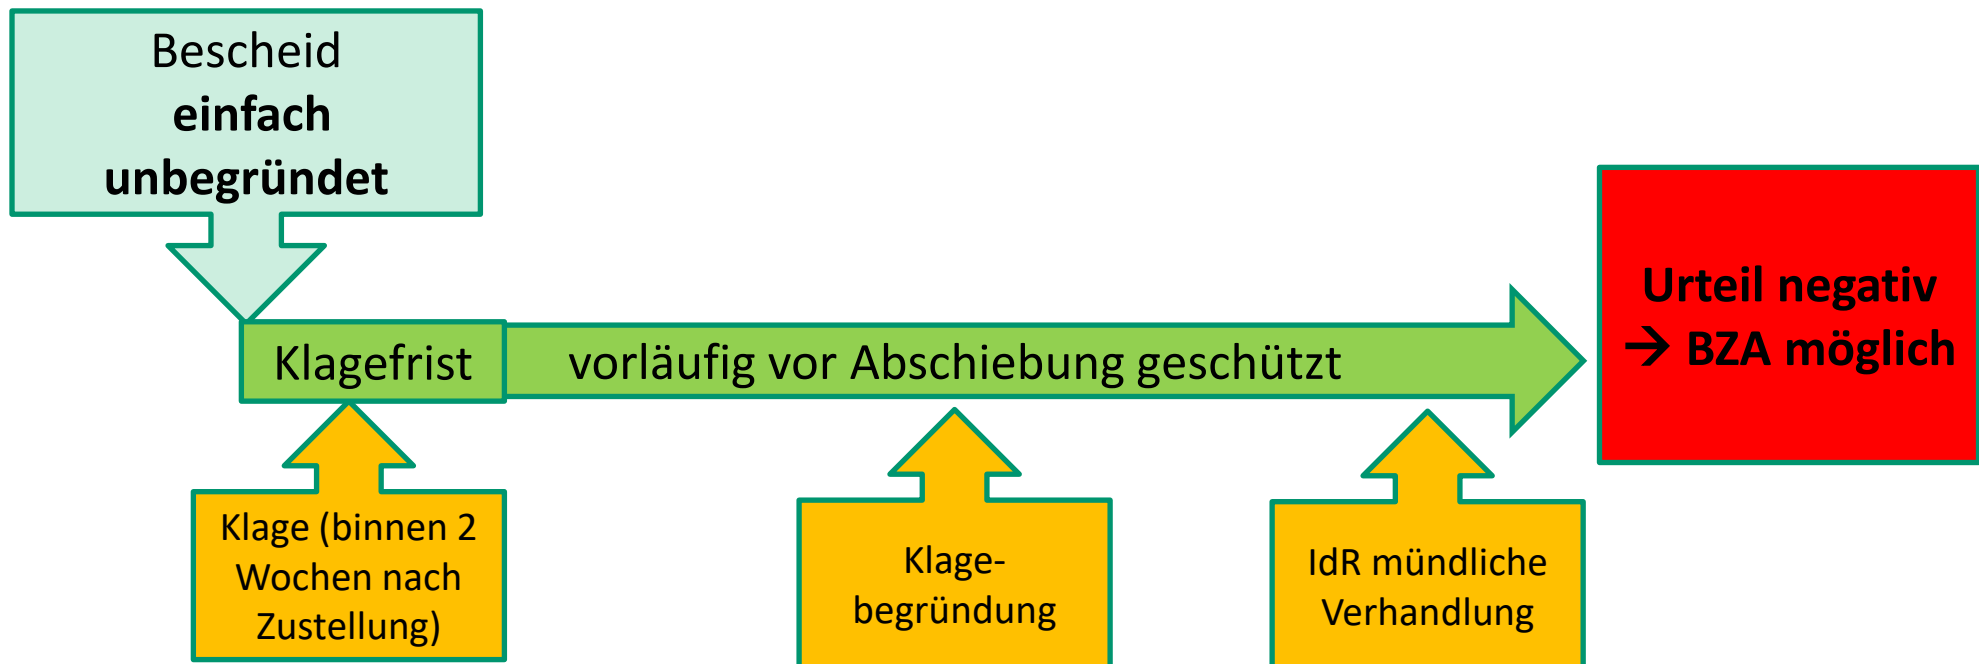 Bescheid
einfach
unbegründet
Klagefrist
vorläufig vor Abschiebung geschützt
Urteil negativ
→ BZA möglich
Klage (binnen 2
Wochen nach
Zustellung)
Klage-
begründung
IdR mündliche
Verhandlung